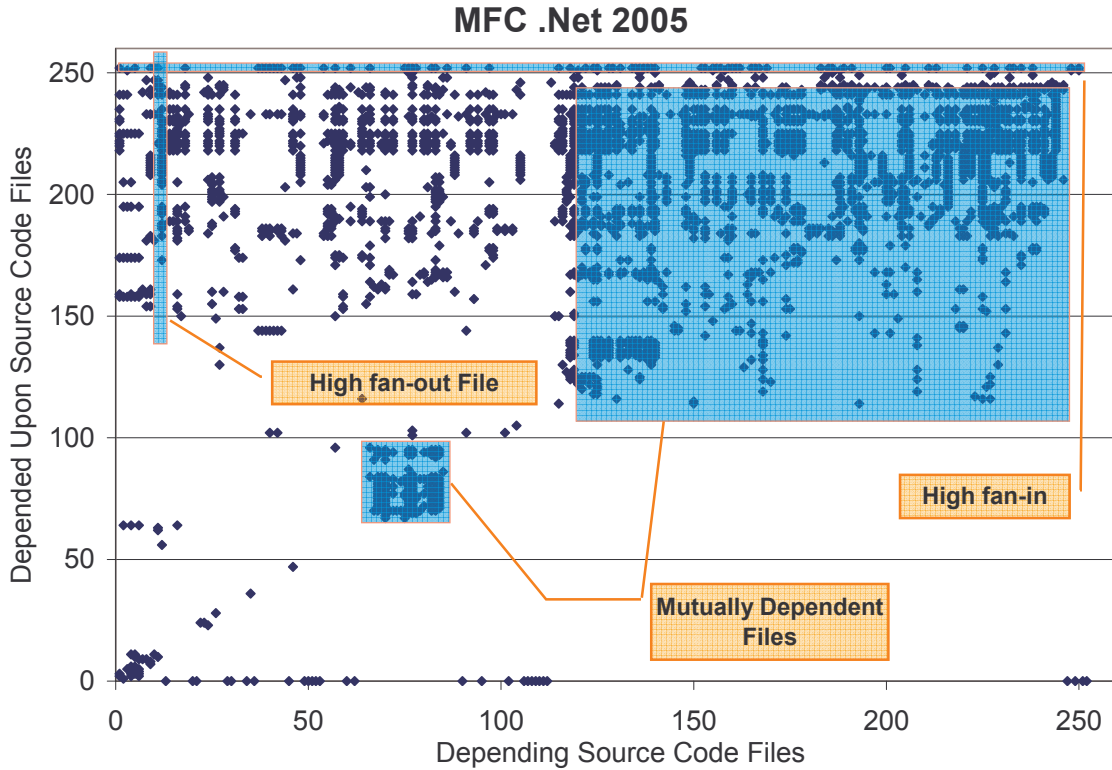 MFC .Net 2005
Depended Upon Source Code Files
250
200
150
100
50
0
High fan-out File
High fan-in
Mutually Dependent
Files
0 50 100 150 200 250
Depending Source Code Files